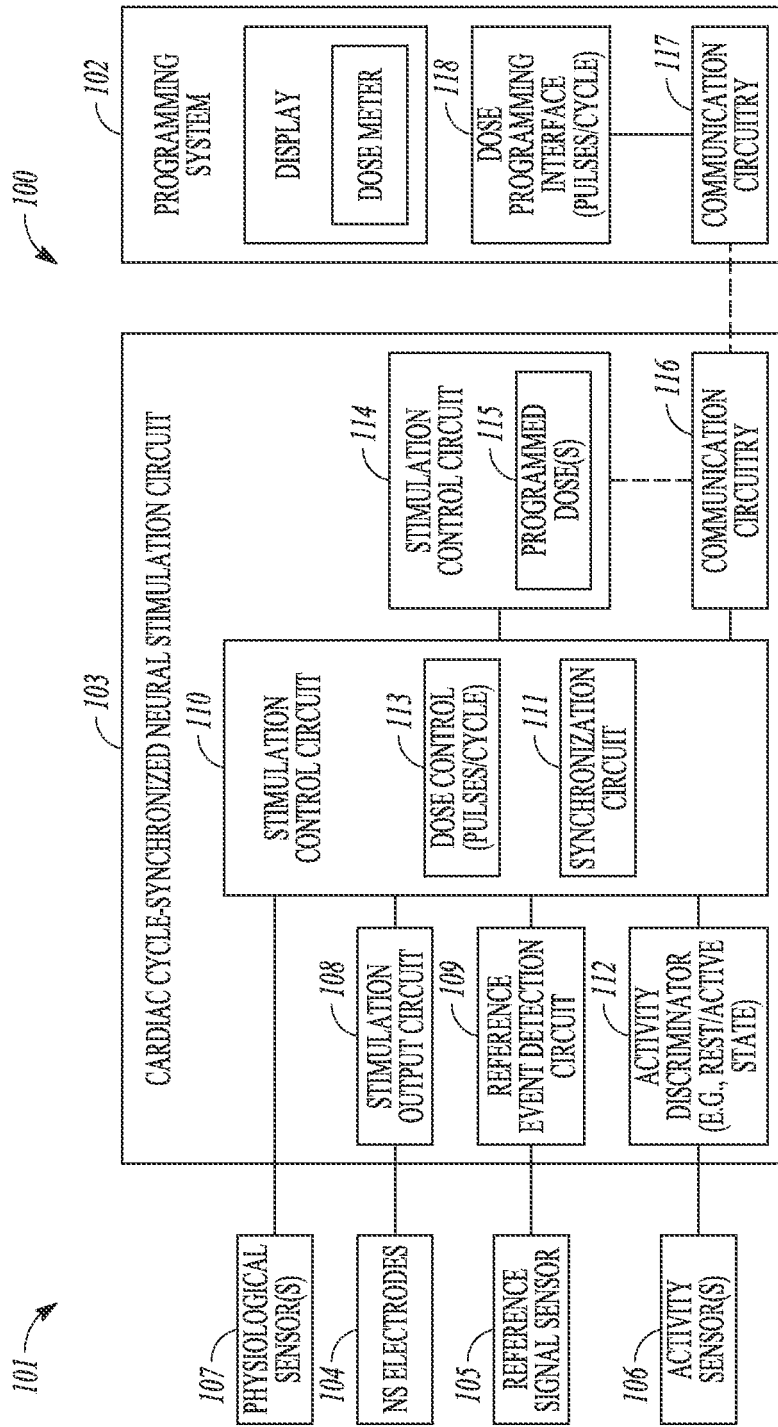 101
100
107
PHYSIOLOGICAL
SENSOR(S)
104
NS ELECTRODES
105
REFERENCE
SIGNAL SENSOR
106
ACTIVITY
SENSOR(S)
103
CARDIAC CYCLE-SYNCHRONIZED NEURAL STIMULATION CIRCUIT
108
STIMULATION
OUTPUT CIRCUIT
109
REFERENCE
EVENT DETECTION
CIRCUIT
112
ACTIVITY
DISCRIMINATOR
(E.G., REST/ACTIVE
STATE)
110
STIMULATION
CONTROL CIRCUIT
113
DOSE CONTROL
(PULSES/CYCLE)
111
SYNCHRONIZATION
CIRCUIT
114
STIMULATION
CONTROL CIRCUIT
115
PROGRAMMED
DOSE(S)
116
COMMUNICATION
CIRCUITRY
102
PROGRAMMING
SYSTEM
DISPLAY
DOSE METER
118
DOSE
PROGRAMMING
INTERFACE
(PULSES/CYCLE)
117
COMMUNICATION
CIRCUITRY